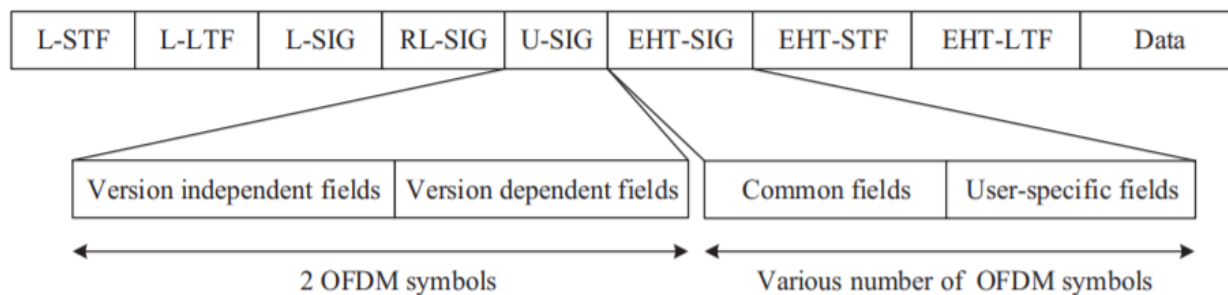 L-STF L-LTF L-SIG RL-SIG U-SIG EHT-SIG EHT-STF EHT-LTF Data
Version independent fields Version dependent fields Common fields User-specific fields
2 OFDM symbols Various number of OFDM symbols